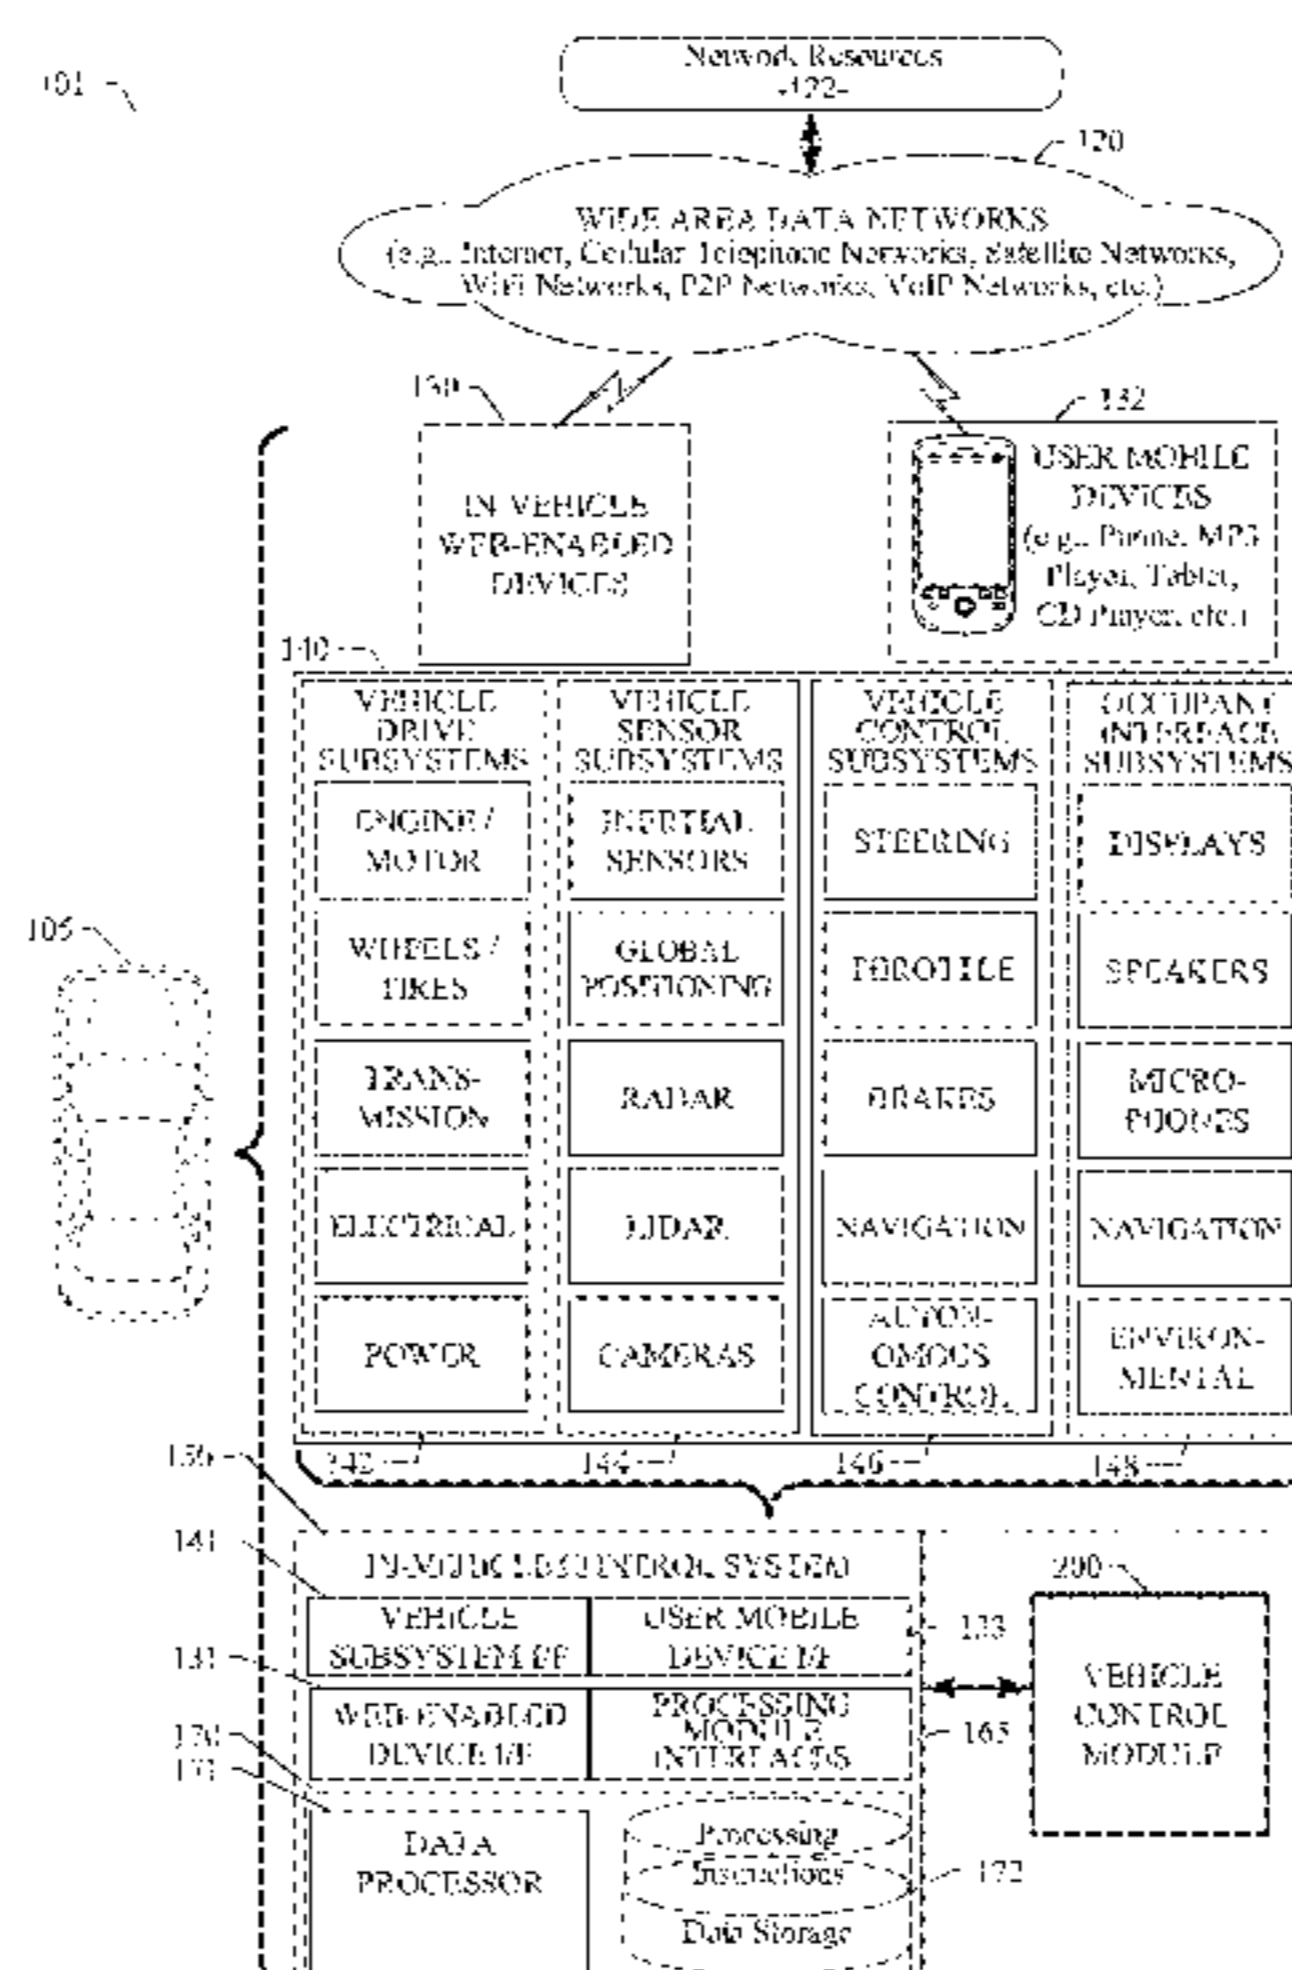 101
Network Resources
-122-
120
WIDE AREA DATA NETWORKS
(e.g., Internet, Cellular Telephone Networks, Satellite Networks,
WiFi Networks, P2P Networks, VoIP Networks, etc.)
130
132
IN-VEHICLE
WEB-ENABLED
DEVICES
USER MOBILE
DEVICES
(e.g., Phone, MP3
Player, Tablet,
CD Player, etc.)
140
VEHICLE
DRIVE
SUBSYSTEMS
ENGINE /
MOTOR
WHEELS /
TIRES
TRANS-
MISSION
ELECTRICAL
POWER
VEHICLE
SENSOR
SUBSYSTEMS
INERTIAL
SENSORS
GLOBAL
POSITIONING
RADAR
LIDAR
CAMERAS
VEHICLE
CONTROL
SUBSYSTEMS
STEERING
THROTTLE
BRAKES
NAVIGATION
AUTON-
OMOUS
CONTROL
OCCUPANT
INTERFACE
SUBSYSTEMS
DISPLAYS
SPEAKERS
MICRO-
PHONES
NAVIGATION
ENVIRON-
MENTAL
105
142
144
146
148
150
IN-VEHICLE CONTROL SYSTEM
141
VEHICLE
SUBSYSTEM I/F
USER MOBILE
DEVICE I/F
133
131
WEB-ENABLED
DEVICE I/F
PROCESSING
MODULE
INTERFACES
165
200
VEHICLE
CONTROL
MODULE
170
171
DATA
PROCESSOR
Processing
Instructions
Data Storage
172